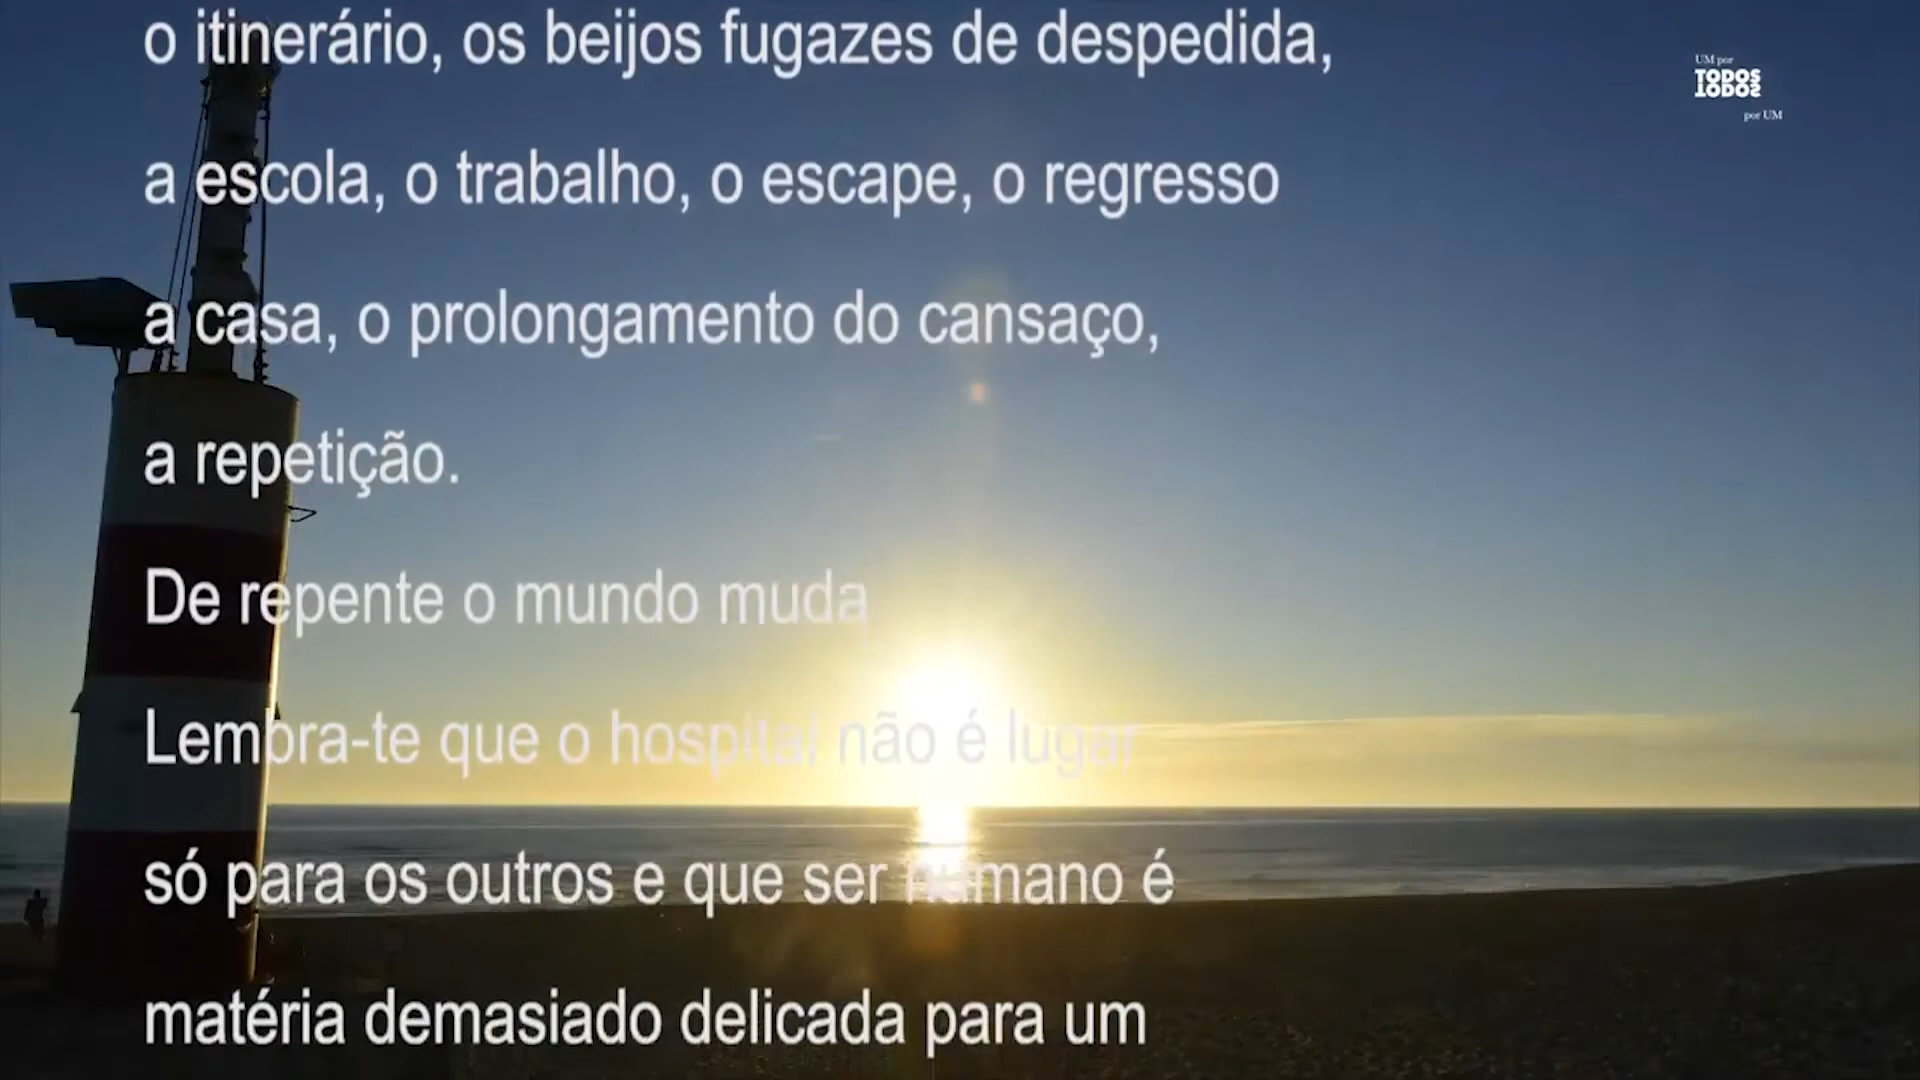 o itinerário, os beijos fugazes de despedida,
a escola, o trabalho, o escape, o regresso
a casa, o prolongamento do cansaço,
a repetição.
De repente o mundo muda
Lembra-te que o hospital não é lugar
só para os outros e que ser humano é
matéria demasiado delicada para um
UM por
TODOS
TODOS
por UM